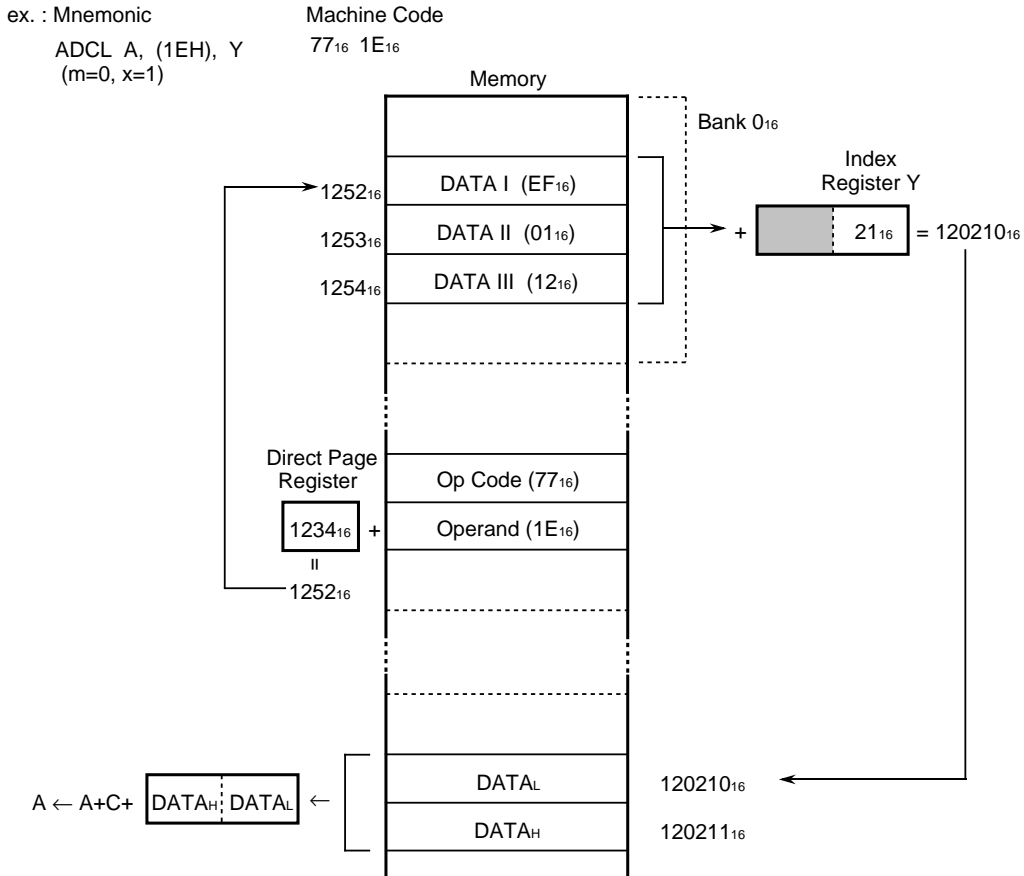 ex. : Mnemonic
Machine Code
ADCL A, (1EH), Y
77₁₆ 1E₁₆
(m=0, x=1)
Memory
Bank 0₁₆
Index
Register Y
1252₁₆
DATA I (EF₁₆)
1253₁₆
DATA II (01₁₆)
+ 21₁₆ = 120210₁₆
1254₁₆
DATA III (12₁₆)
Direct Page
Register
Op Code (77₁₆)
1234₁₆ +
Operand (1E₁₆)
=
1252₁₆
DATAL
120210₁₆
A ← A+C+ DATAH DATAL ←
DATAH
120211₁₆